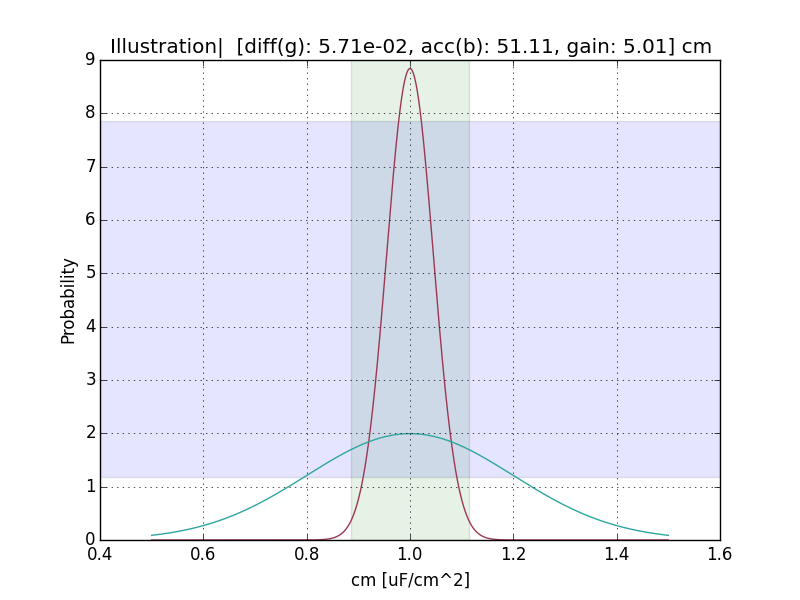 Illustration|  [diff(g): 5.71e-02, acc(b): 51.11, gain: 5.01] cm
9
8
7
6
5
4
3
2
1
0
Probability
0.4 0.6 0.8 1.0 1.2 1.4 1.6
cm [uF/cm^2]